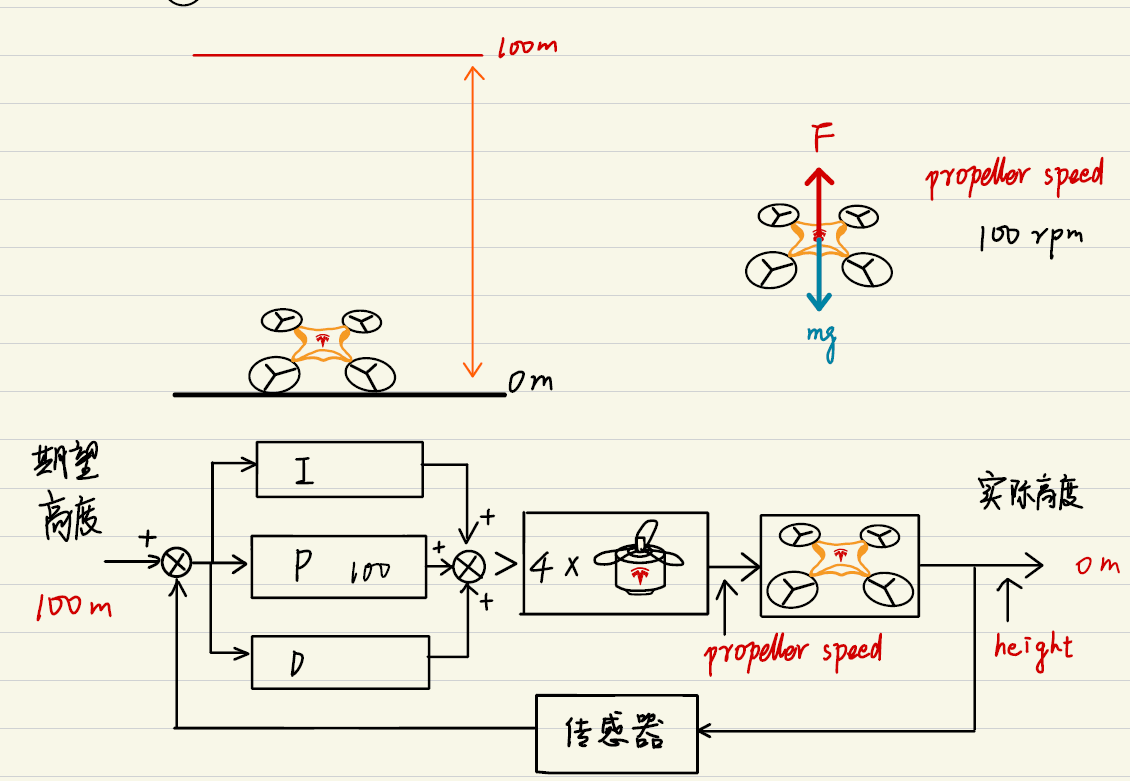 100m
F
propeller speed
100 rpm
mg
0m
期望
高度
100m
+
I
P 100
D
+
+
+
4 x
propeller speed
实际高度
0m
height
传感器